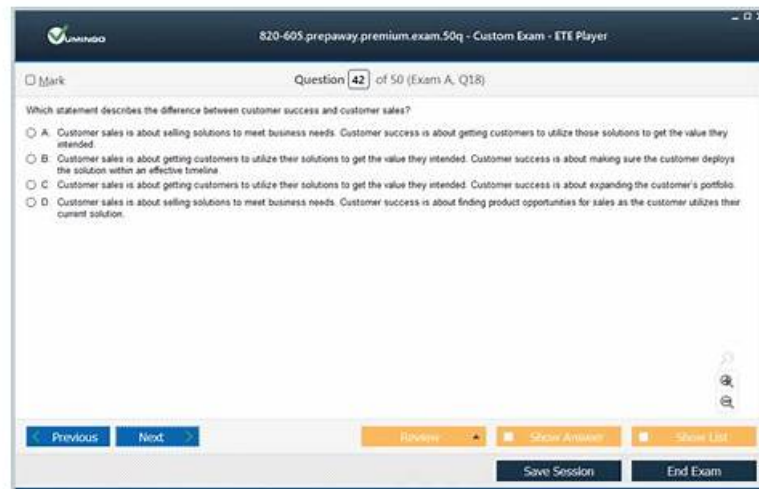 VUMINGO
820-605.prepaway.premium.exam.50q - Custom Exam - ETE Player
Mark
Question 42 of 50 (Exam A, Q18)
Which statement describes the difference between customer success and customer sales?
A. Customer sales is about selling solutions to meet business needs. Customer success is about getting customers to utilize those solutions to get the value they
intended.
B. Customer sales is about getting customers to utilize their solutions to get the value they intended. Customer success is about making sure the customer deploys
the solution within an effective timeline.
C. Customer sales is about getting customers to utilize their solutions to get the value they intended. Customer success is about expanding the customer's portfolio.
D. Customer sales is about selling solutions to meet business needs. Customer success is about finding product opportunities for sales as the customer utilizes their
current solution.
Previous
Next
Review
Show Answer
Show List
Save Session
End Exam